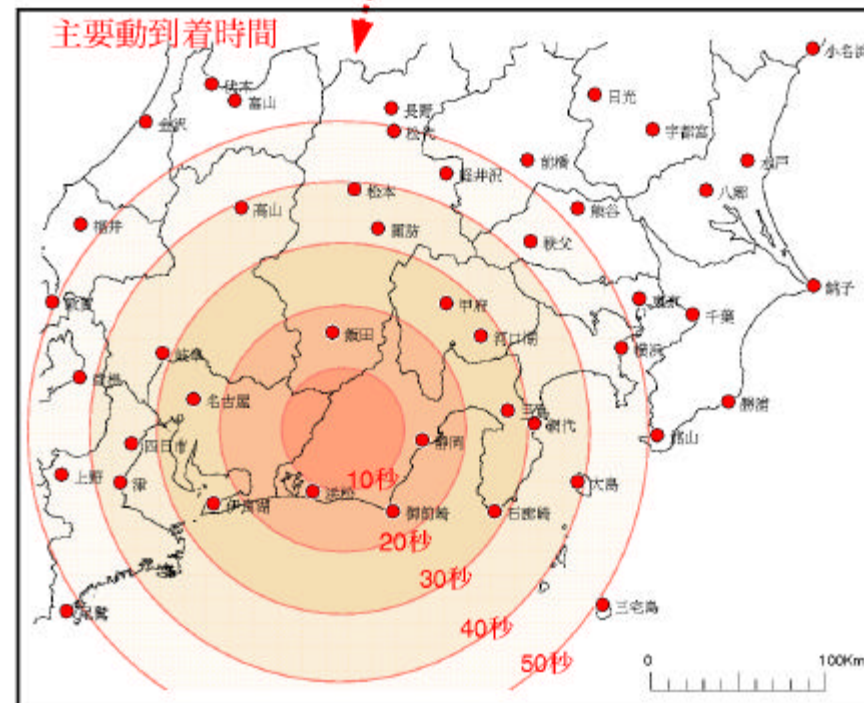 主要動到着時間
小名浜
伏木
富山
日光
長野
金沢
松代
宇都宮
前橋
水戸
軽井沢
松本
八郷
高山
熊谷
福井
諏訪
秩父
銚子
敦賀
甲府
東京
千葉
飯田
河口湖
横浜
岐阜
彦根
名古屋
勝浦
三島
網代
四日市
静岡
館山
上野
津
10秒
大島
浜松
伊良湖
御前崎
石廊崎
20秒
30秒
尾鷲
三宅島
40秒
50秒
0
100Km